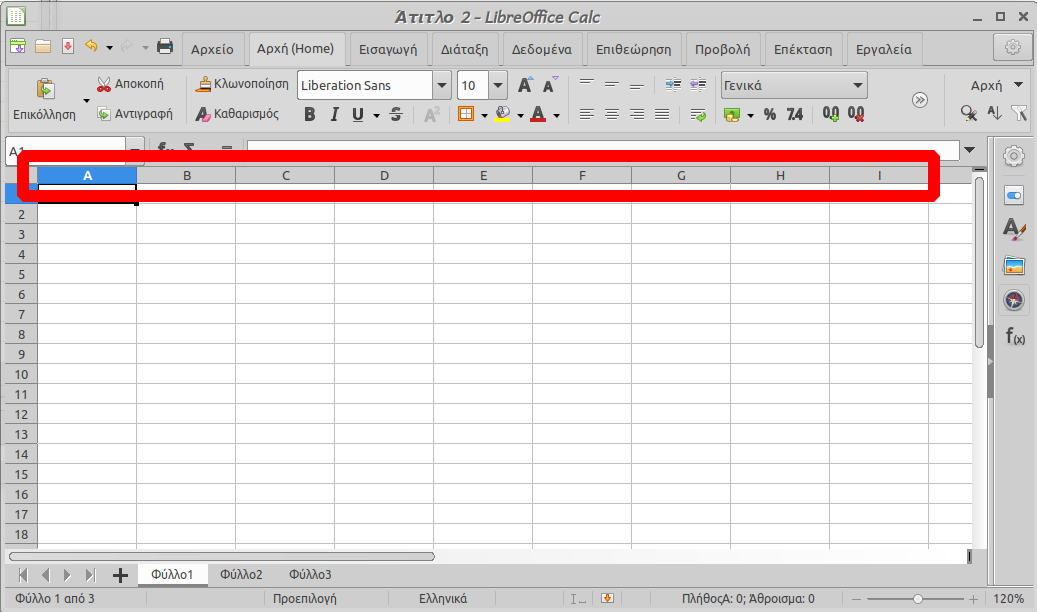 Άτιτλο 2 - LibreOffice Calc
Αρχείο Αρχή (Home) Εισαγωγή Διάταξη Δεδομένα Επιθεώρηση Προβολή Επέκταση Εργαλεία
Επικόλληση Αποκοπή Κλωνοποίηση Liberation Sans 10 A A Γενικά Αρχή
Αντιγραφή Καθαρισμός B I U S A² % 7.4 0.0 0.0
A1
A B C D E F G H I
2
3
4
5
6
7
8
9
10
11
12
13
14
15
16
17
18
f(x)
Φύλλο1 Φύλλο2 Φύλλο3
Φύλλο 1 από 3 Προεπιλογή Ελληνικά ΠλήθοςΑ: 0; Άθροισμα: 0 120%